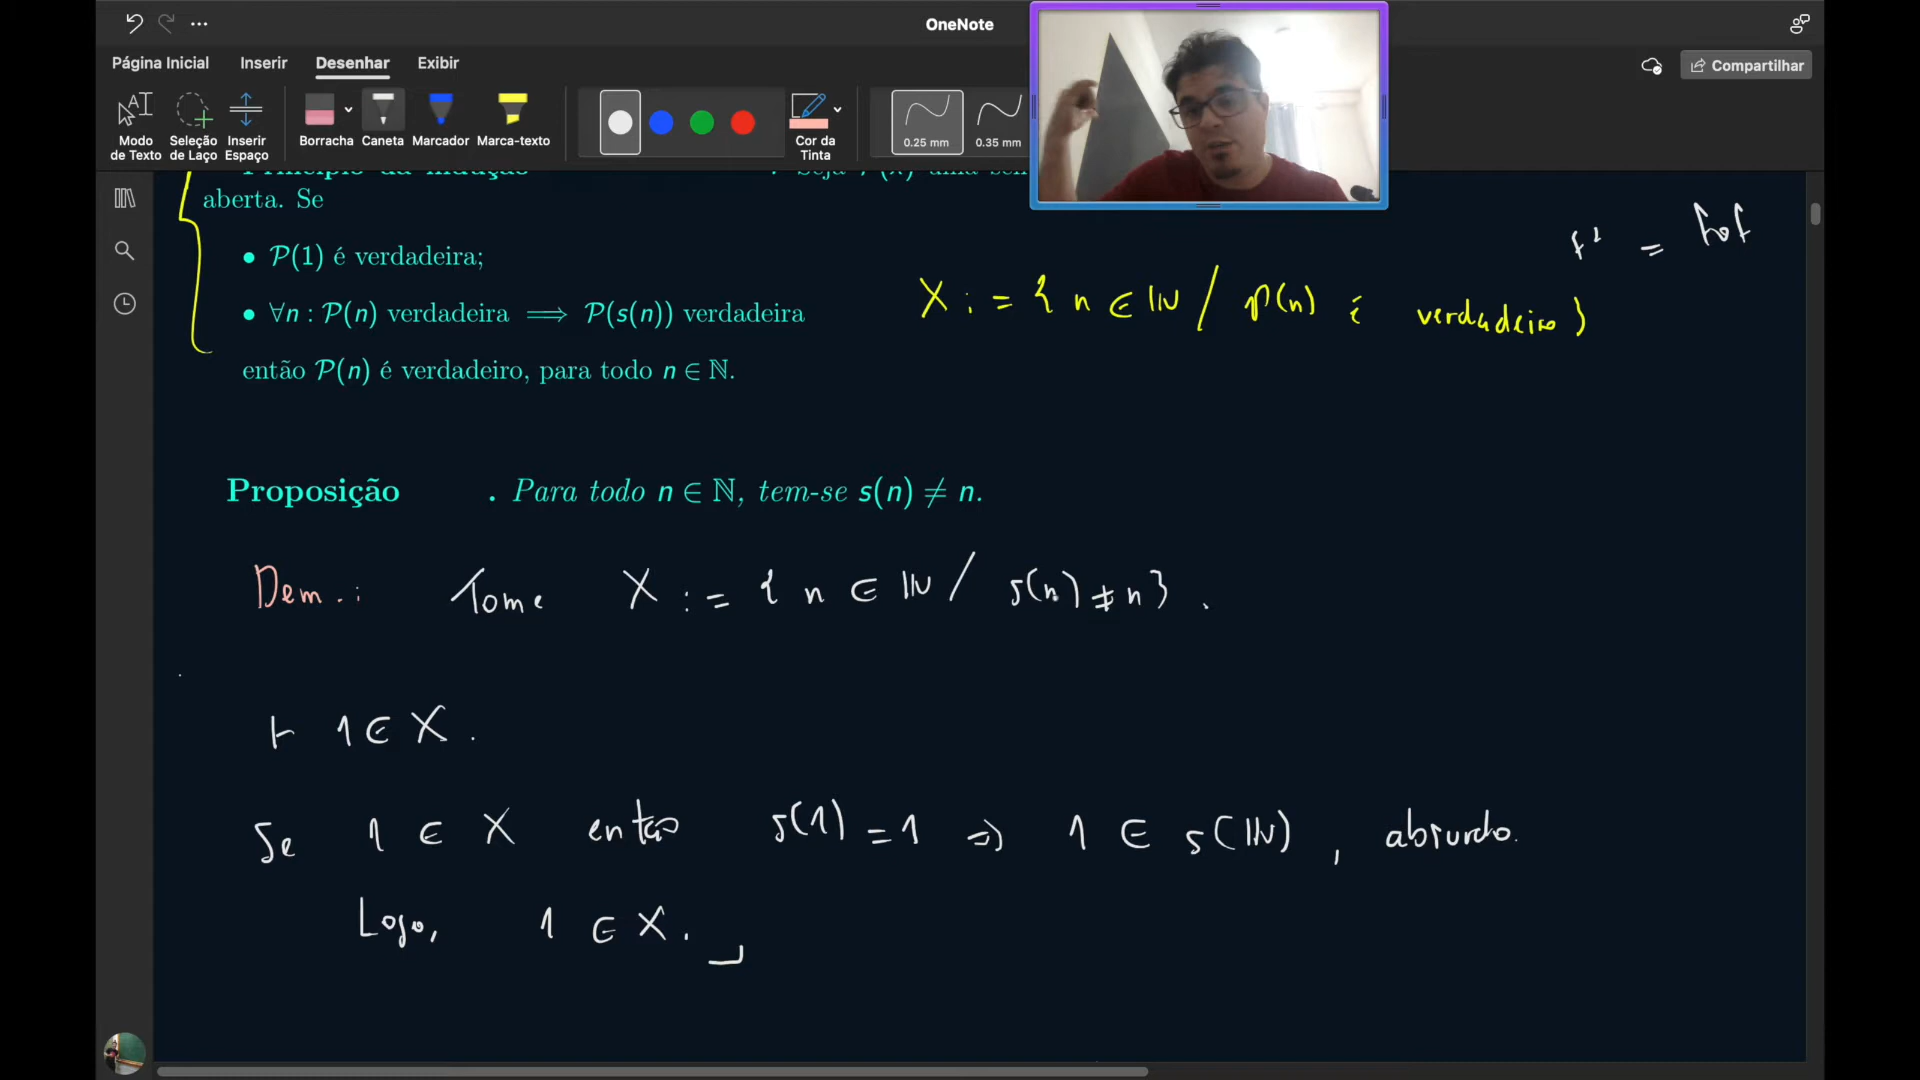 OneNote
Página Inicial Inserir Desenhar Exibir
Compartilhar
Modo de Texto
Seleção de Laço
Inserir Espaço
Borracha
Caneta
Marcador
Marca-texto
Cor da Tinta
0.25 mm
0.35 mm
aberta. Se
• P(1) é verdadeira;
• ∀n : P(n) verdadeira ⟹ P(s(n)) verdadeira
então P(n) é verdadeiro, para todo n ∈ ℕ.
X := { n ∈ ℕ / P(n) é verdadeiro }
= fof
Proposição . Para todo n ∈ ℕ, tem-se s(n) ≠ n.
Dem.: Tome X := { n ∈ ℕ / s(n) ≠ n } .
⊢ 1 ∈ X .
Se 1 ∈ X então s(1) = 1 ⇒ 1 ∈ s(ℕ) , absurdo.
Logo, 1 ∈ X . ⌟